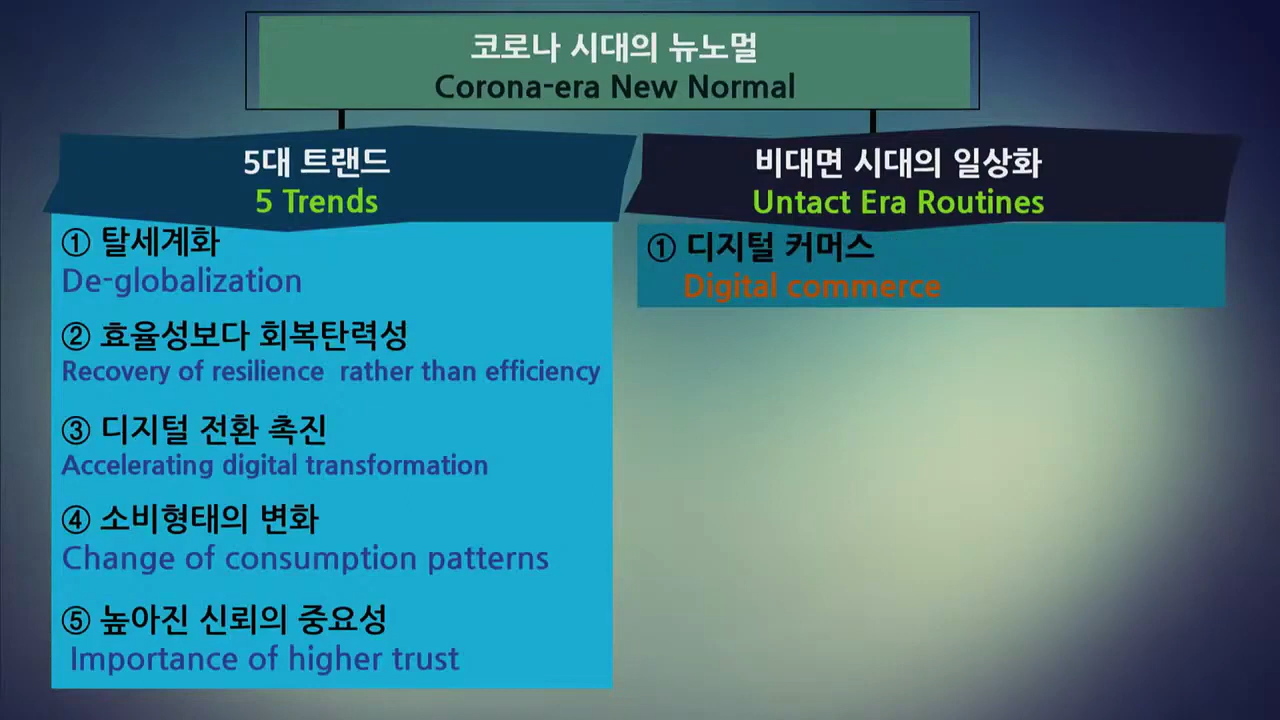 코로나 시대의 뉴노멀
Corona-era New Normal
5대 트랜드
5 Trends
① 탈세계화
De-globalization
② 효율성보다 회복탄력성
Recovery of resilience rather than efficiency
③ 디지털 전환 촉진
Accelerating digital transformation
④ 소비형태의 변화
Change of consumption patterns
⑤ 높아진 신뢰의 중요성
Importance of higher trust
비대면 시대의 일상화
Untact Era Routines
① 디지털 커머스
Digital commerce